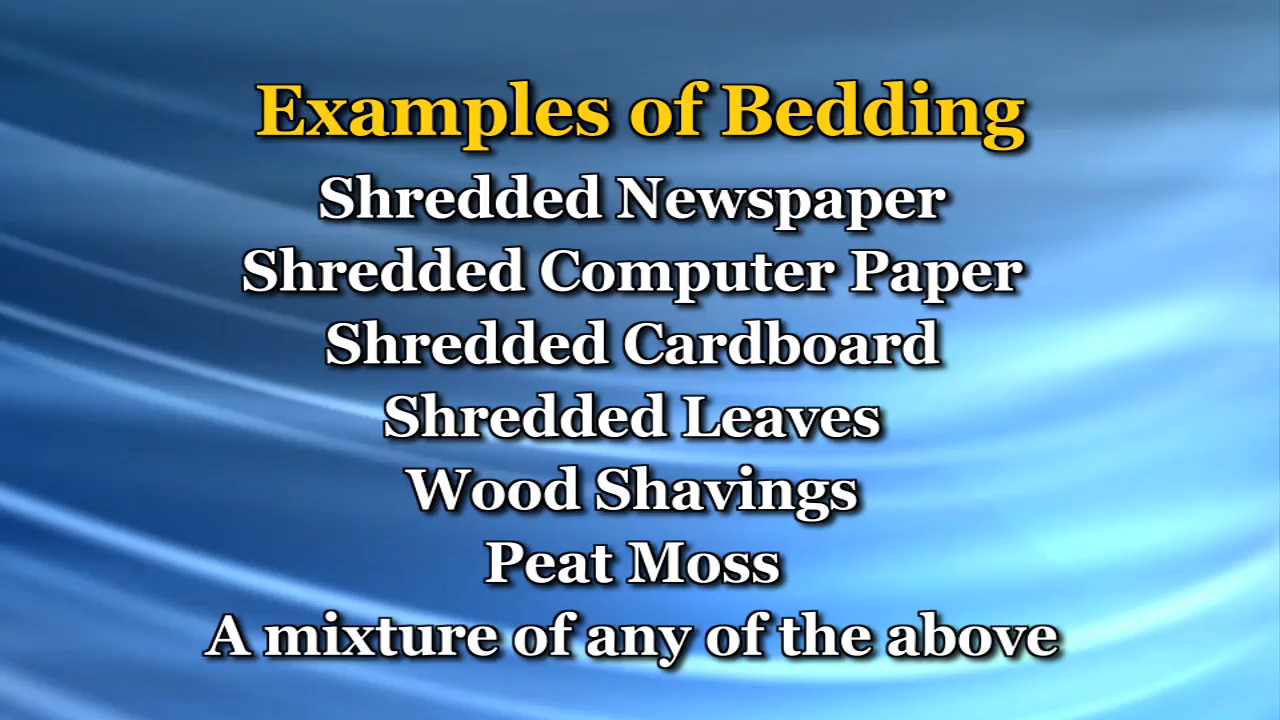 Examples of Bedding
Shredded Newspaper
Shredded Computer Paper
Shredded Cardboard
Shredded Leaves
Wood Shavings
Peat Moss
A mixture of any of the above